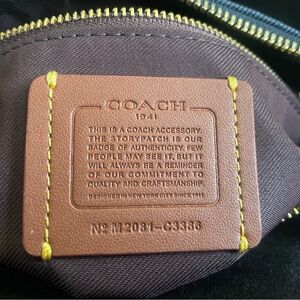 COACH
1941
THIS IS A COACH ACCESSORY.
THE STORYPATCH IS OUR
BADGE OF AUTHENTICITY. FEW
PEOPLE MAY SEE IT, BUT IT
WILL ALWAYS BE A REMINDER
OF OUR COMMITMENT TO
QUALITY AND CRAFTSMANSHIP.
DESIGNED IN NEW YORK CITY SINCE 1941.
Nº M2081-C3386